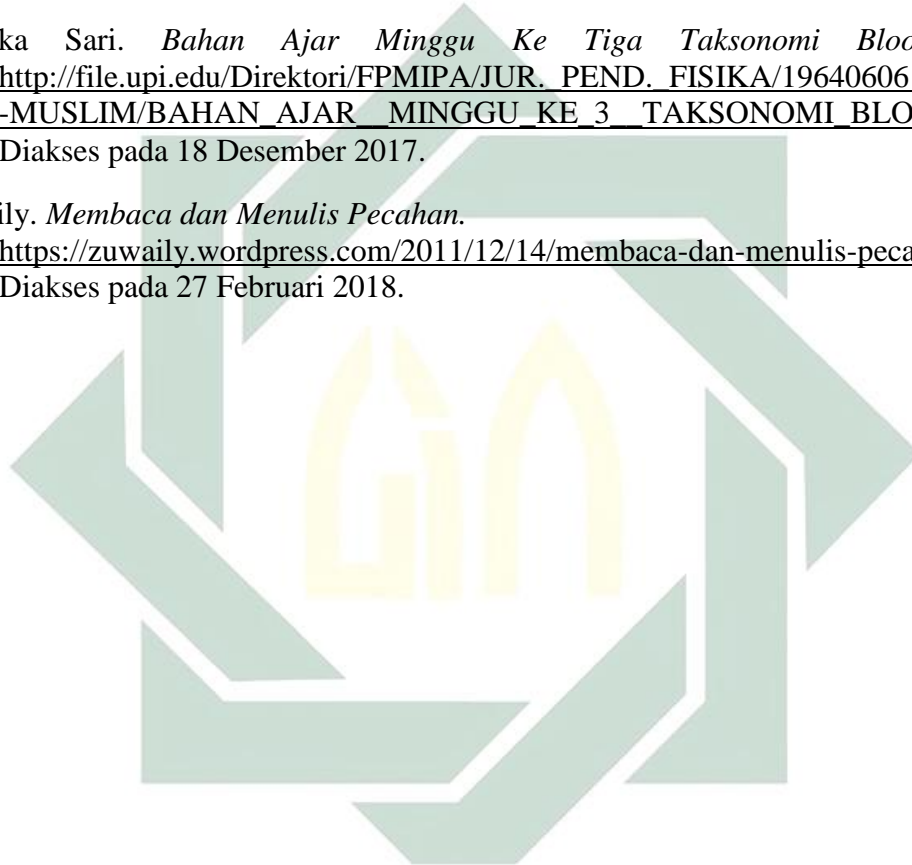 ka Sari. Bahan Ajar Minggu Ke Tiga Taksonomi Bloo
http://file.upi.edu/Direktori/FPMIPA/JUR._PEND._FISIKA/19640606
-MUSLIM/BAHAN_AJAR__MINGGU_KE_3__TAKSONOMI_BLO
Diakses pada 18 Desember 2017.
ily. Membaca dan Menulis Pecahan.
https://zuwaily.wordpress.com/2011/12/14/membaca-dan-menulis-peca
Diakses pada 27 Februari 2018.